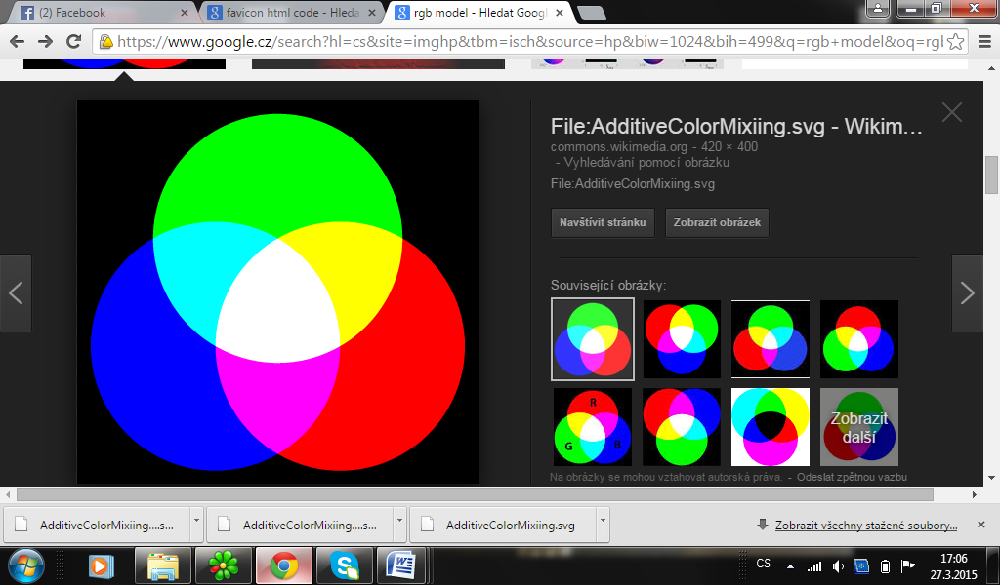 (2) Facebook
favicon html code - Hleda
rgb model - Hledat Googl
https://www.google.cz/search?hl=cs&site=imghp&tbm=isch&source=hp&biw=1024&bih=499&q=rgb+model&oq=rgl
File:AdditiveColorMixiing.svg - Wikim…
commons.wikimedia.org - 420 × 400
- Vyhledávání pomocí obrázku
File:AdditiveColorMixiing.svg
Navštívit stránku
Zobrazit obrázek
Související obrázky:
R
G B
Zobrazit
další
Na obrázky se mohou vztahovat autorská práva. - Odeslat zpětnou vazbu
AdditiveColorMixiing....s...
AdditiveColorMixiing....s...
AdditiveColorMixiing.svg
Zobrazit všechny stažené soubory...
CS
17:06
27.3.2015